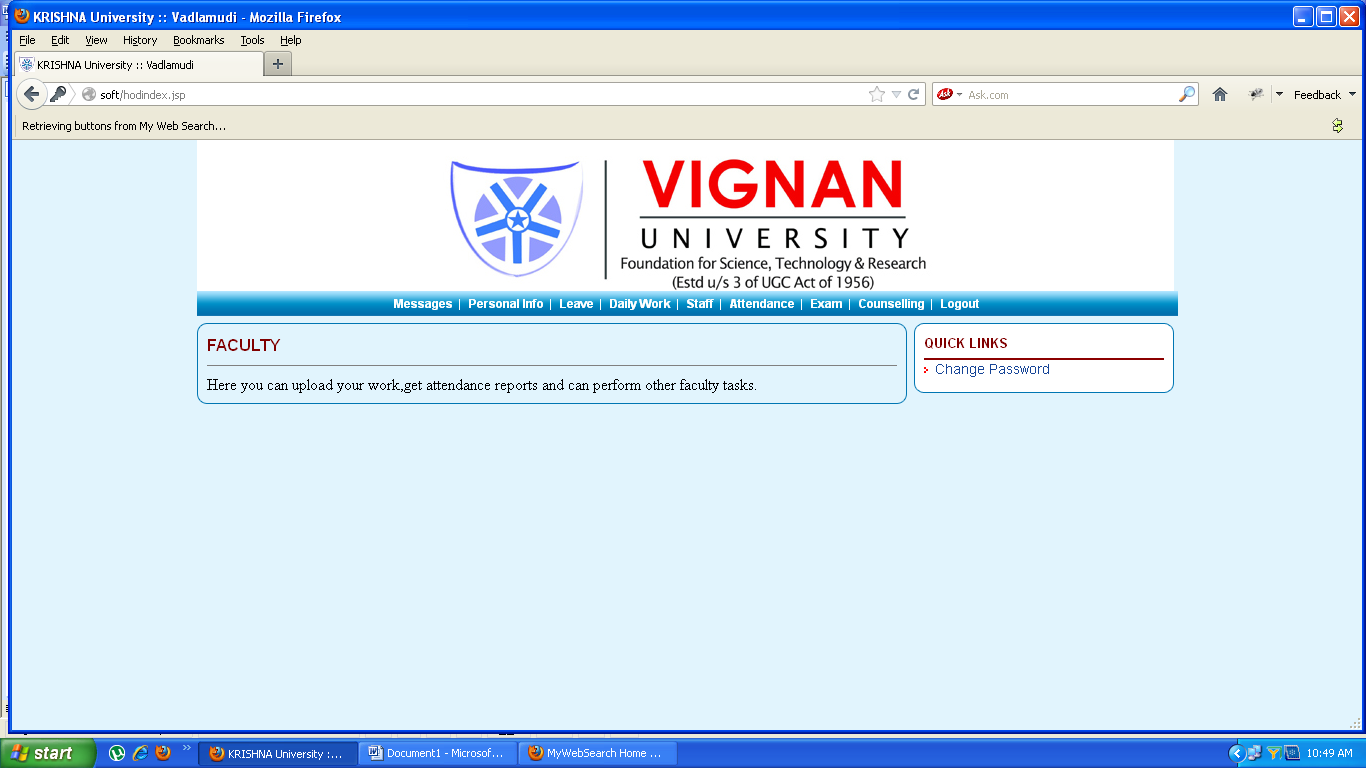 KRISHNA University :: Vadlamudi - Mozilla Firefox
File Edit View History Bookmarks Tools Help
KRISHNA University :: Vadlamudi
soft/hodindex.jsp
Ask Ask.com
Feedback
Retrieving buttons from My Web Search...
VIGNAN
UNIVERSITY
Foundation for Science, Technology & Research
(Estd u/s 3 of UGC Act of 1956)
Messages | Personal Info | Leave | Daily Work | Staff | Attendance | Exam | Counselling | Logout
FACULTY
Here you can upload your work,get attendance reports and can perform other faculty tasks.
QUICK LINKS
Change Password
start
KRISHNA University :...
Document1 - Microsof...
MyWebSearch Home ...
10:49 AM